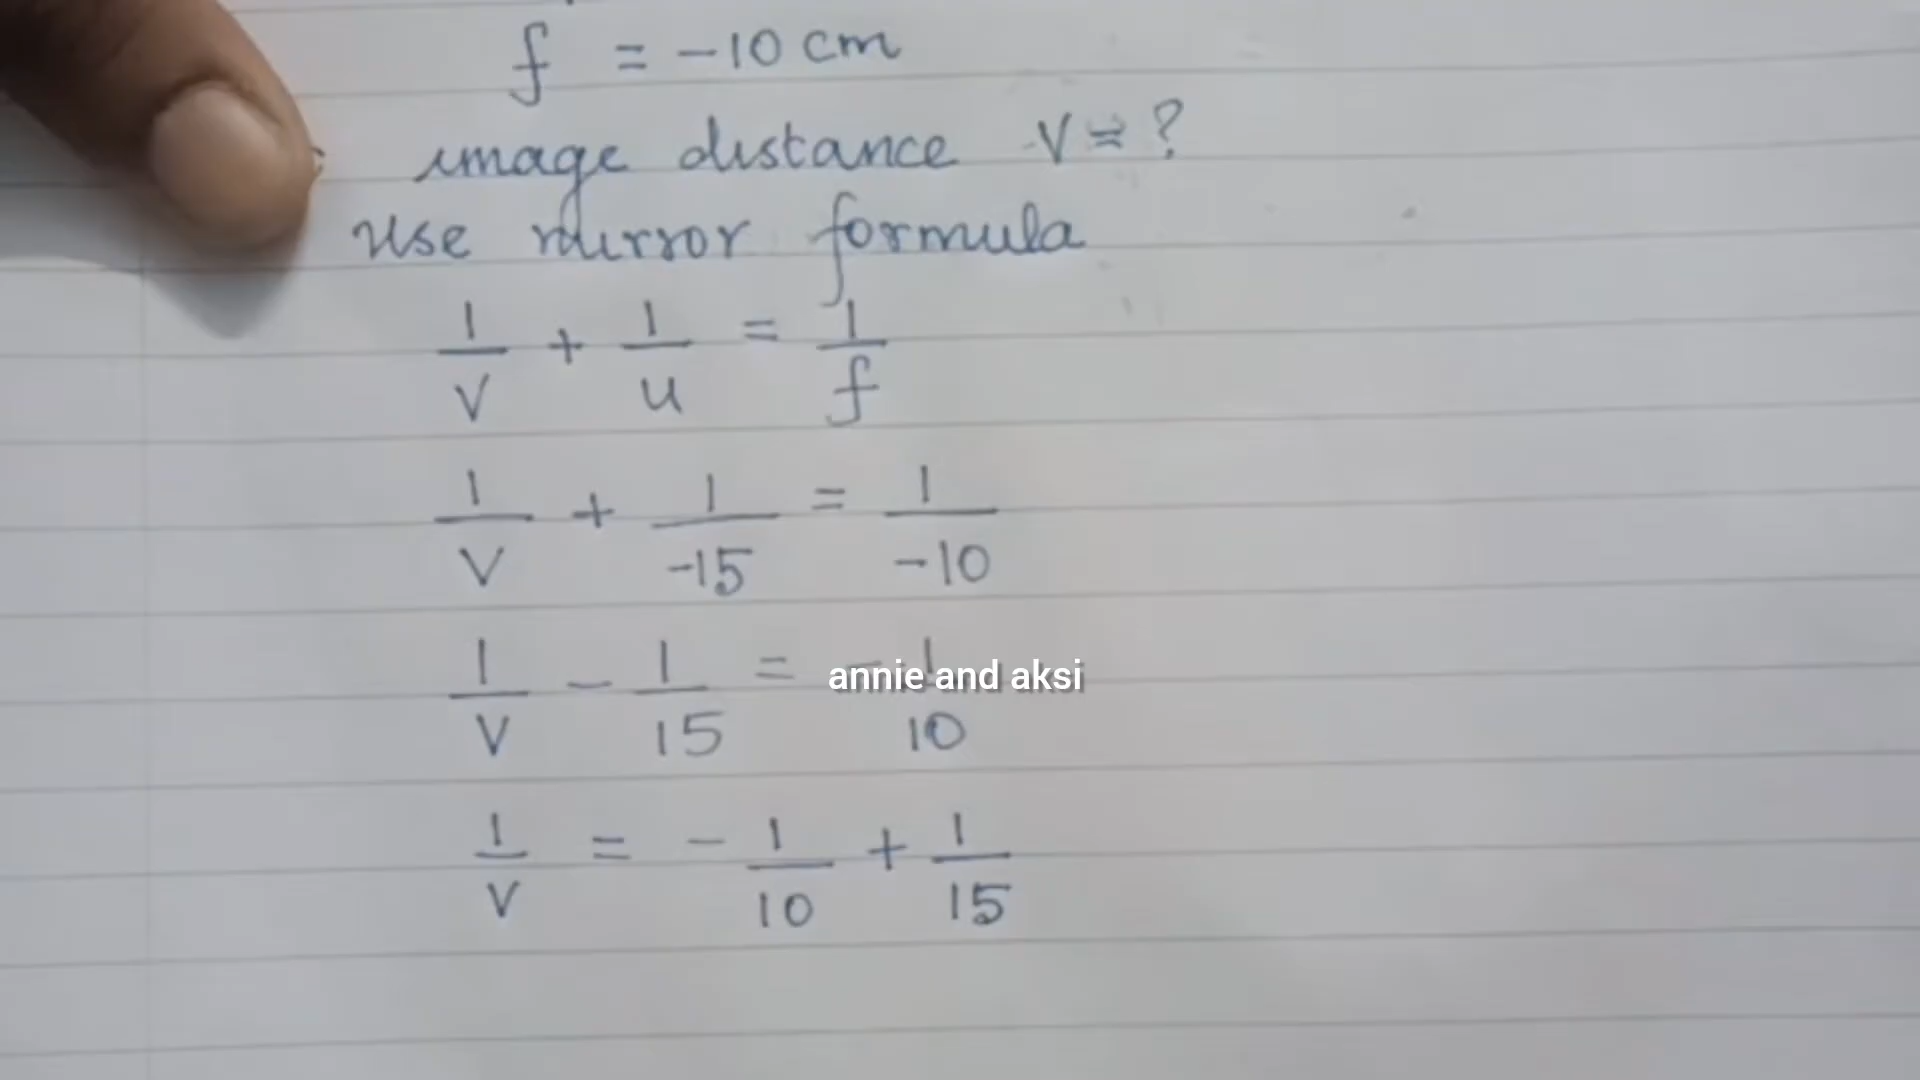 f = -10 cm
image distance v = ?
Use mirror formula
1/v + 1/u = 1/f
1/v + 1/-15 = 1/-10
1/v - 1/15 = - 1/10
annie and aksi
1/v = - 1/10 + 1/15